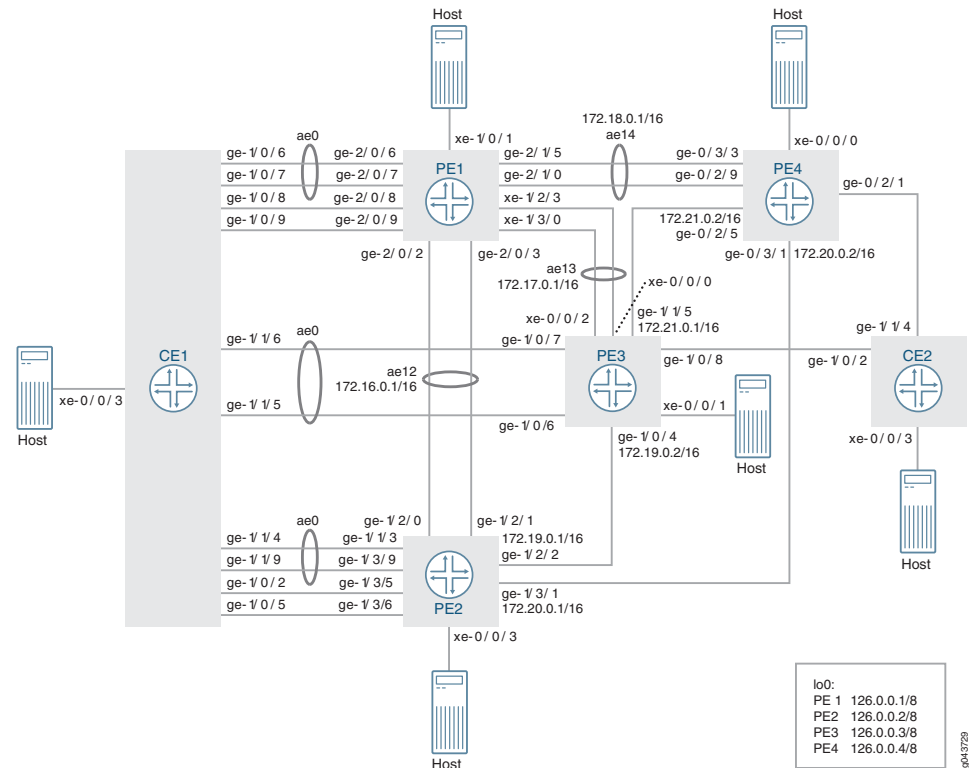 Host
Host
172.18.0.1/16
ae14
ae0
xe-1/0/1
xe-0/0/0
ge-1/0/6
ge-2/0/6
ge-2/1/5
ge-0/3/3
PE1
PE4
ge-1/0/7
ge-2/0/7
ge-2/1/0
ge-0/2/9
ge-0/2/1
ge-1/0/8
ge-2/0/8
xe-1/2/3
ge-1/0/9
ge-2/0/9
xe-1/3/0
172.21.0.2/16
ge-0/2/5
ge-2/0/2
ge-2/0/3
ge-0/3/1
172.20.0.2/16
ae13
172.17.0.1/16
xe-0/0/0
xe-0/0/2
ge-1/1/5
172.21.0.1/16
ge-1/1/6
ae0
ge-1/0/7
ge-1/1/4
CE1
PE3
ge-1/0/8
ge-1/0/2
CE2
ae12
172.16.0.1/16
xe-0/0/3
ge-1/1/5
xe-0/0/1
Host
ge-1/0/6
ge-1/0/4
172.19.0.2/16
xe-0/0/3
Host
ae0
ge-1/2/0
ge-1/2/1
ge-1/1/4
ge-1/1/3
172.19.0.1/16
ge-1/1/9
ge-1/3/9
ge-1/2/2
Host
ge-1/0/2
ge-1/3/5
ge-1/3/1
ge-1/0/5
ge-1/3/6
PE2
172.20.0.1/16
xe-0/0/3
Host
lo0:
PE 1 126.0.0.1/8
PE2 126.0.0.2/8
PE3 126.0.0.3/8
PE4 126.0.0.4/8
g043729